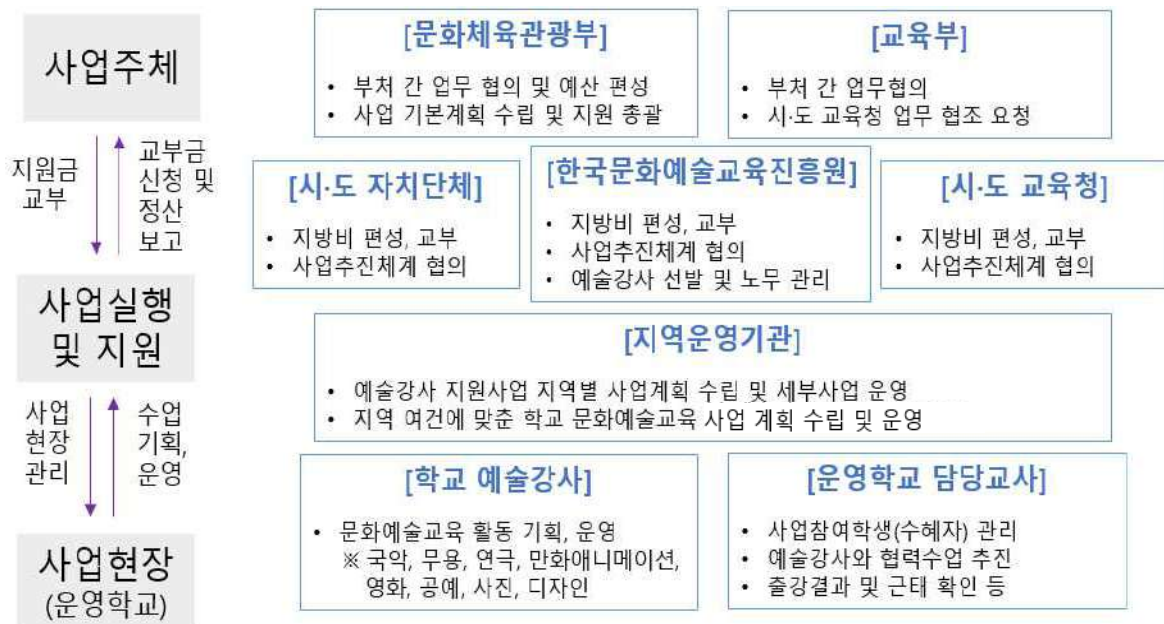 사업주체
지원금
교부
교부금
신청 및
정산
보고
사업실행
및 지원
사업
현장
관리
수업
기획,
운영
사업현장
(운영학교)
[문화체육관광부]
• 부처 간 업무 협의 및 예산 편성
• 사업 기본계획 수립 및 지원 총괄
[교육부]
• 부처 간 업무협의
• 시·도 교육청 업무 협조 요청
[시·도 자치단체]
• 지방비 편성, 교부
• 사업추진체계 협의
[한국문화예술교육진흥원]
• 지방비 편성, 교부
• 사업추진체계 협의
• 예술강사 선발 및 노무 관리
[시·도 교육청]
• 지방비 편성, 교부
• 사업추진체계 협의
[지역운영기관]
• 예술강사 지원사업 지역별 사업계획 수립 및 세부사업 운영
• 지역 여건에 맞춘 학교 문화예술교육 사업 계획 수립 및 운영
[학교 예술강사]
• 문화예술교육 활동 기획, 운영
※ 국악, 무용, 연극, 만화애니메이션,
영화, 공예, 사진, 디자인
[운영학교 담당교사]
• 사업참여학생(수혜자) 관리
• 예술강사와 협력수업 추진
• 출강결과 및 근태 확인 등